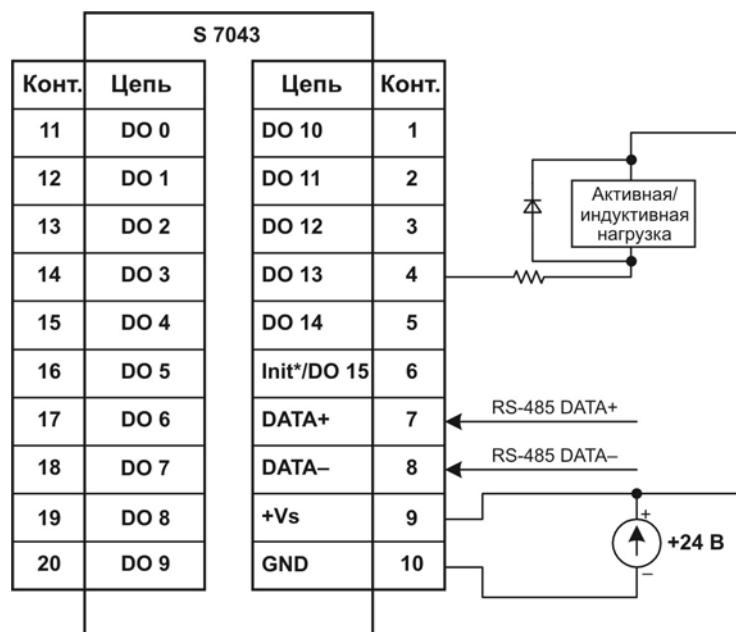 S 7043
Конт. Цепь Цепь Конт.
11 DO 0 DO 10 1
12 DO 1 DO 11 2
13 DO 2 DO 12 3
14 DO 3 DO 13 4
15 DO 4 DO 14 5
16 DO 5 Init*/DO 15 6
17 DO 6 DATA+ 7
18 DO 7 DATA– 8
19 DO 8 +Vs 9
20 DO 9 GND 10
Активная/
индуктивная
нагрузка
RS-485 DATA+
RS-485 DATA–
+
+24 В
–